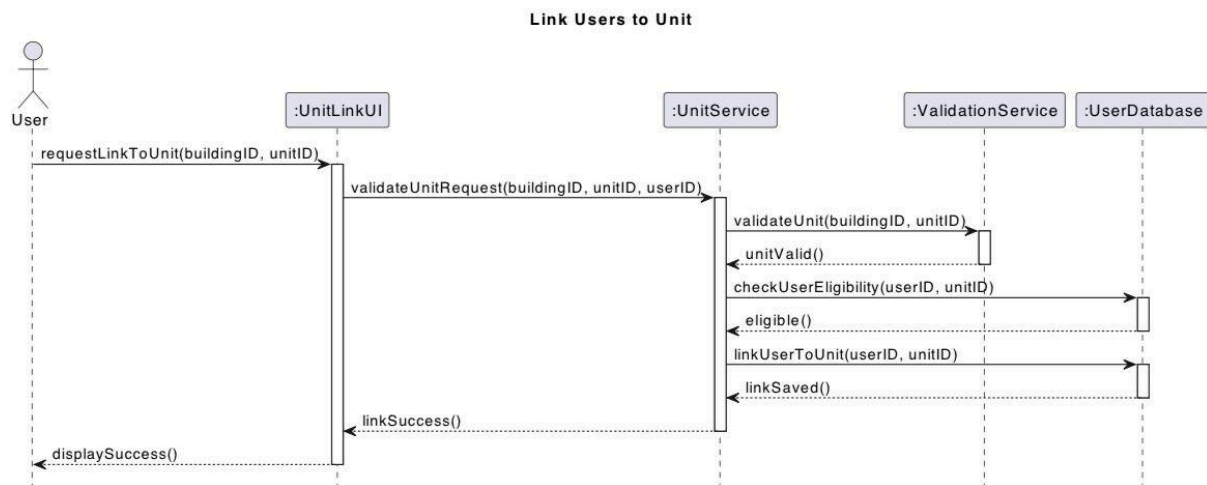 Link Users to Unit
User
:UnitLinkUI
:UnitService
:ValidationService
:UserDatabase
requestLinkToUnit(buildingID, unitID)
validateUnitRequest(buildingID, unitID, userID)
validateUnit(buildingID, unitID)
unitValid()
checkUserEligibility(userID, unitID)
eligible()
linkUserToUnit(userID, unitID)
linkSaved()
linkSuccess()
displaySuccess()